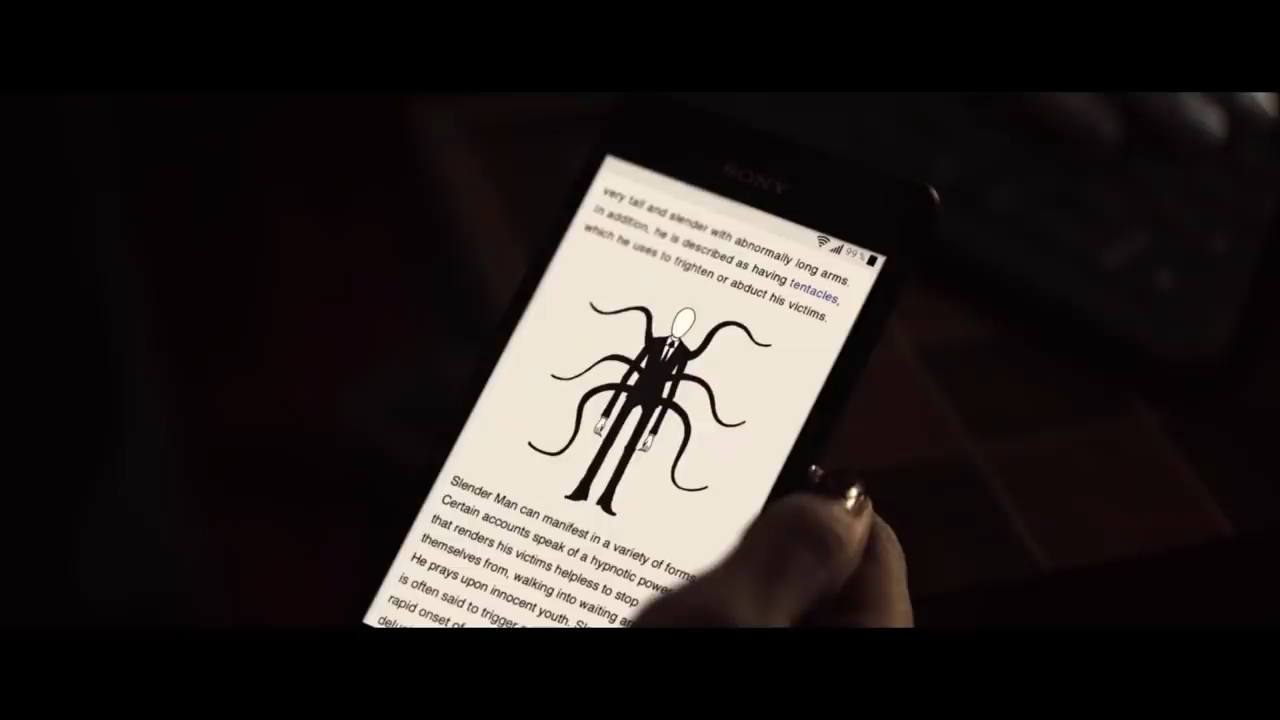 SONY
99%
very tall and slender with abnormally long arms.
In addition, he is described as having tentacles,
which he uses to frighten or abduct his victims.
Slender Man can manifest in a variety of forms
Certain accounts speak of a hypnotic power
that renders his victims helpless to stop
themselves from, walking into waiting
He prays upon innocent youth.
is often said to trigger
rapid onset of